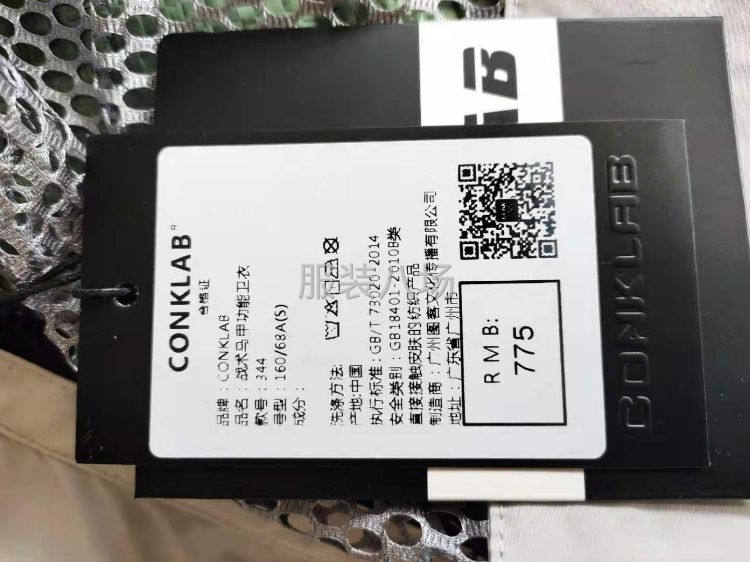 CONKLAB®
合格证
品牌：CONKLAB
品名：战术马甲功能卫衣
款号：344
号型：160/68A(S)
成分：
洗涤方法：
产地：中国
执行标准：GB/T 73020-2014
安全类别：GB18401-2010B类
直接接触皮肤的纺织产品
制造商：广州图客文化传播有限公司
地址：广东省广州市
RMB:
775
BONKLAB
AB
服装八场